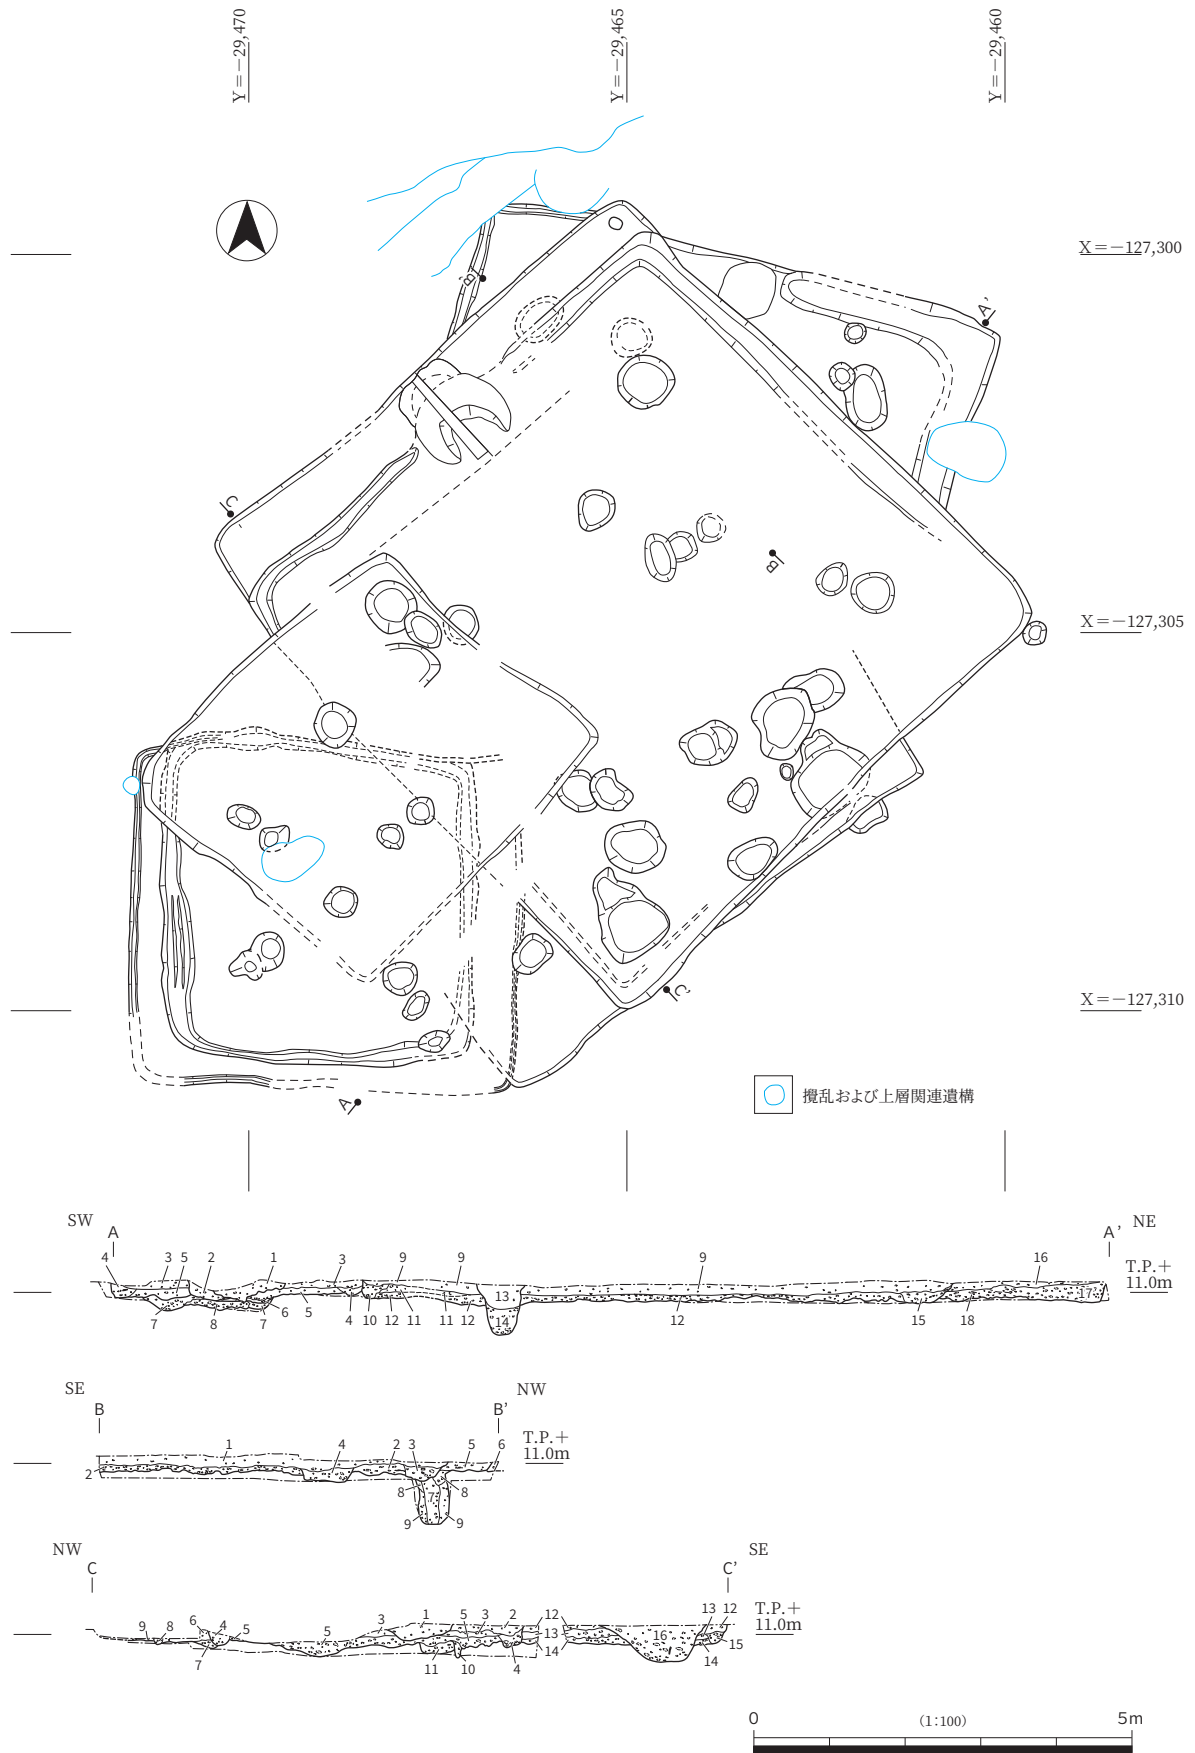 Y=−29,470
Y=−29,465
Y=−29,460
X=−127,300
B'
A'
C
B
X=−127,305
C'
X=−127,310
A
攪乱および上層関連遺構
SW
A
A'
NE
4 3 5 2 1 3 9 9 9 16
T.P.+
11.0m
13
17
7 8 7 6 5 4 10 12 11 11 12 14 12 15 18
SE
NW
B
B'
1 4 2 3 5 6
T.P.+
11.0m
2
8 7 8
9 9
NW
SE
C
C'
9 8 6 4 5 5 3 1 5 3 2 12 13 14 16 13 12
T.P.+
11.0m
15
7 11 10 4 14
0
(1:100)
5m